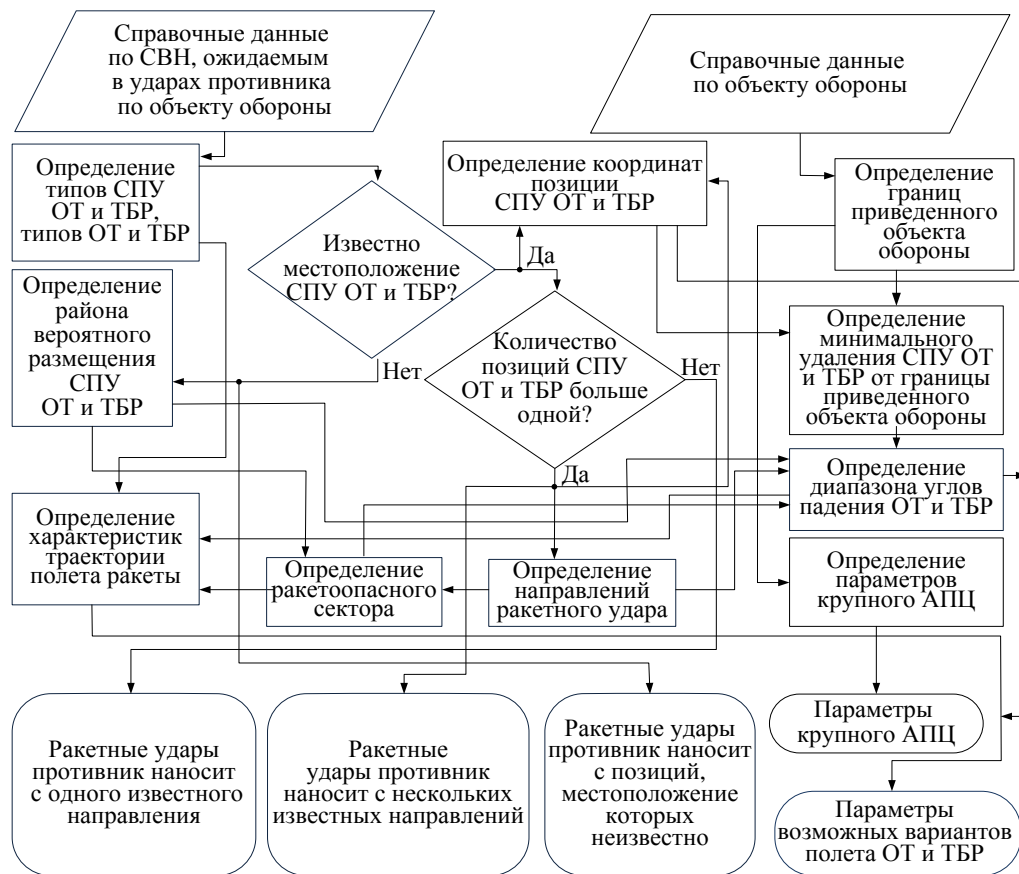 Справочные данные
по СВН, ожидаемым
в ударах противника
по объекту обороны
Справочные данные
по объекту обороны
Определение
типов СПУ
ОТ и ТБР,
типов ОТ и ТБР
Известно
местоположение
СПУ ОТ и ТБР?
Определение координат
позиции
СПУ ОТ и ТБР
Определение
границ
приведенного
объекта
обороны
Да
Определение
района
вероятного
размещения
СПУ
ОТ и ТБР
Нет
Количество
позиций СПУ
ОТ и ТБР больше
одной?
Нет
Да
Определение
минимального
удаления СПУ ОТ
и ТБР от границы
приведенного
объекта обороны
Определение
диапазона углов
падения ОТ и ТБР
Определение
характеристик
траектории
полета ракеты
Определение
ракетоопасного
сектора
Определение
направлений
ракетного удара
Определение
параметров
крупного АПЦ
Ракетные удары
противник наносит
с одного известного
направления
Ракетные
удары противник
наносит с нескольких
известных направлений
Ракетные удары
противник наносит
с позиций,
местоположение
которых
неизвестно
Параметры
крупного АПЦ
Параметры
возможных вариантов
полета ОТ и ТБР